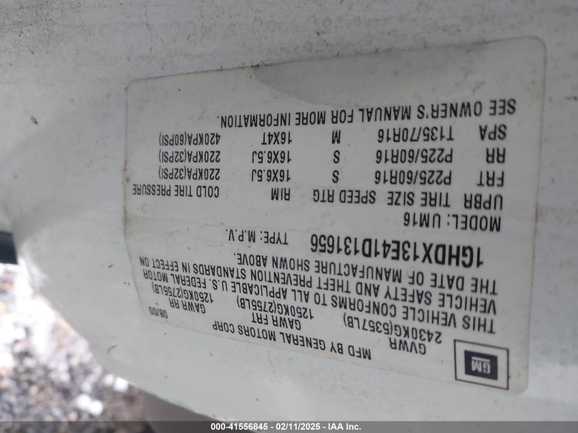 GM
MFD BY GENERAL MOTORS CORP
08/00
GVWR GAWR FRT GAWR RR
2430KG(5357LB) 1250KG(2756LB) 1250KG(2756LB)
THIS VEHICLE CONFORMS TO ALL APPLICABLE U.S. FEDERAL MOTOR
VEHICLE SAFETY AND THEFT PREVENTION STANDARDS IN EFFECT ON
THE DATE OF MANUFACTURE SHOWN ABOVE.
1GHDX13E41D131656 TYPE: M.P.V.
MODEL: UM16
UPBR TIRE SIZE SPEED RTG RIM COLD TIRE PRESSURE
FRT P225/60R16 S 16X6.5J 220KPA(32PSI)
RR P225/60R16 S 16X6.5J 220KPA(32PSI)
SPA T135/70R16 M 16X4T 420KPA(60PSI)
SEE OWNER'S MANUAL FOR MORE INFORMATION.
000-41556845 - 02/11/2025 - IAA Inc.